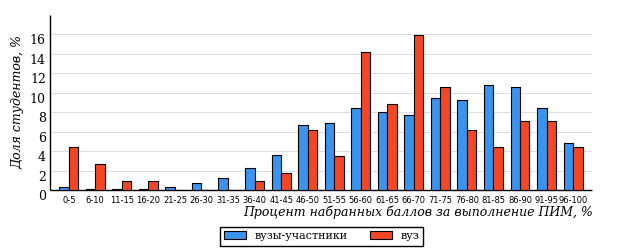 Доля студентов, %
16
14
12
10
8
6
4
2
0
0-5 6-10 11-15 16-20 21-25 26-30 31-35 36-40 41-45 46-50 51-55 56-60 61-65 66-70 71-75 76-80 81-85 86-90 91-95 96-100
Процент набранных баллов за выполнение ПИМ, %
вузы-участники вуз